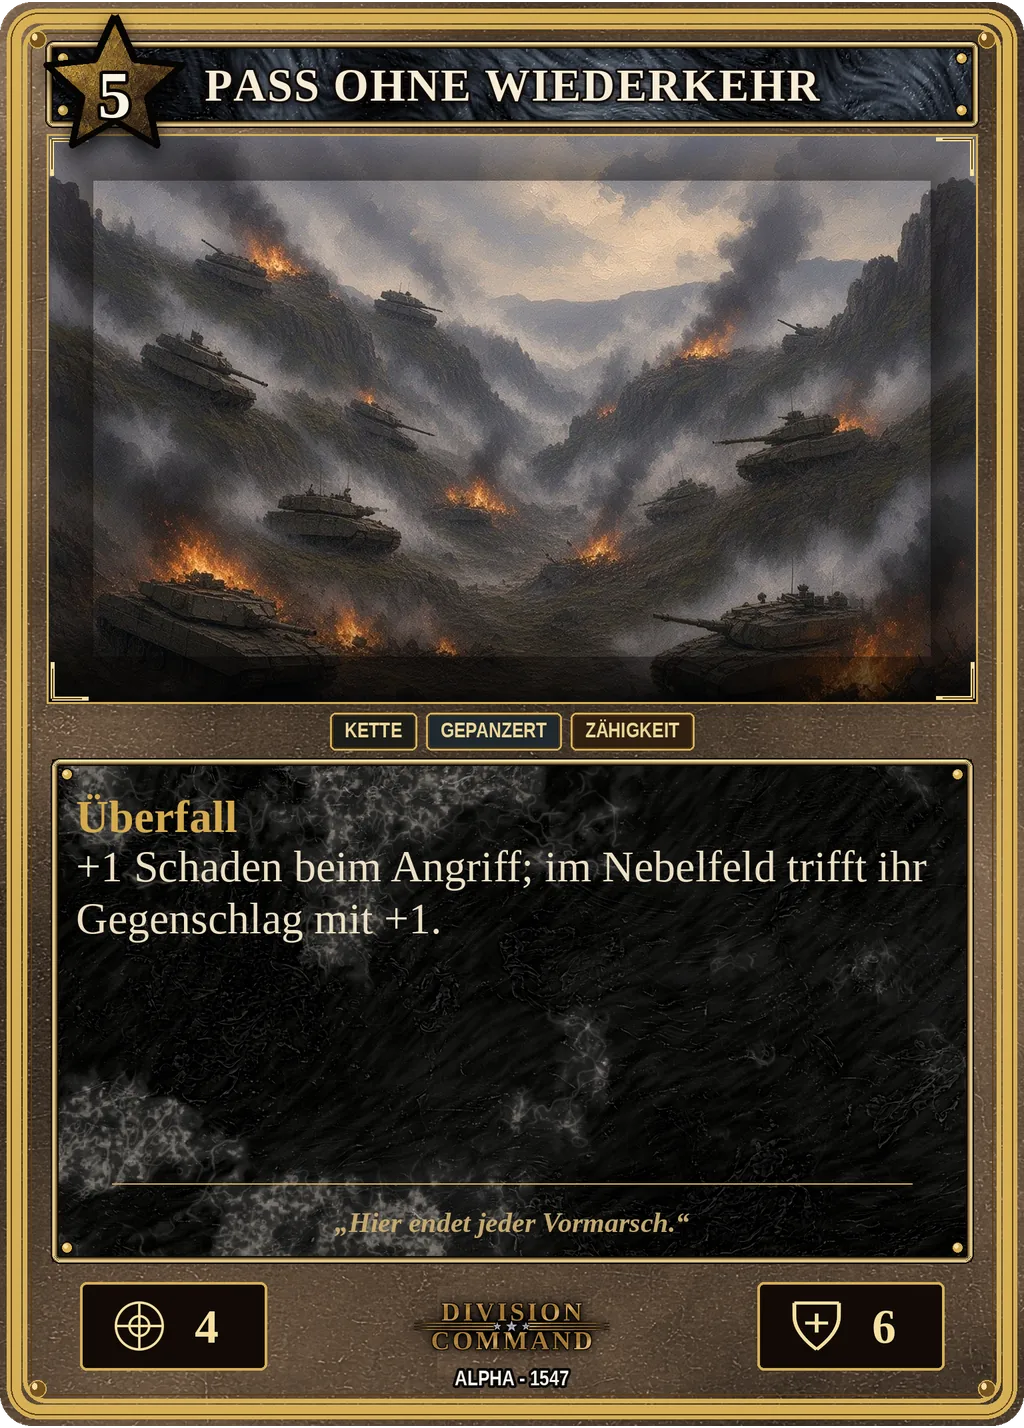 5
PASS OHNE WIEDERKEHR
KETTE
GEPANZERT
ZÄHIGKEIT
Überfall
+1 Schaden beim Angriff; im Nebelfeld trifft ihr
Gegenschlag mit +1.
„Hier endet jeder Vormarsch.“
4
DIVISION
COMMAND
6
ALPHA - 1547